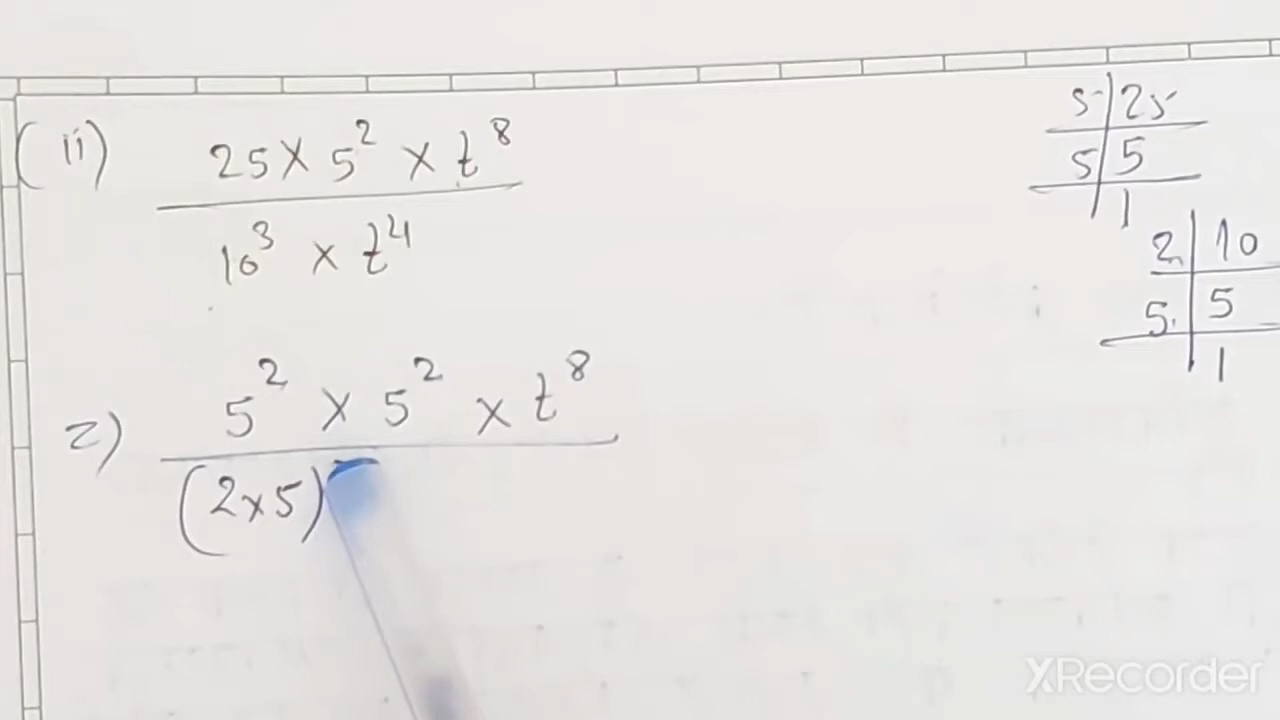 (ii) 25 × 5² × t⁸
10³ × t⁴
2) 5² × 5² × t⁸
(2×5)
5 | 25
5 | 5
1
2 | 10
5 | 5
1
XRecorder